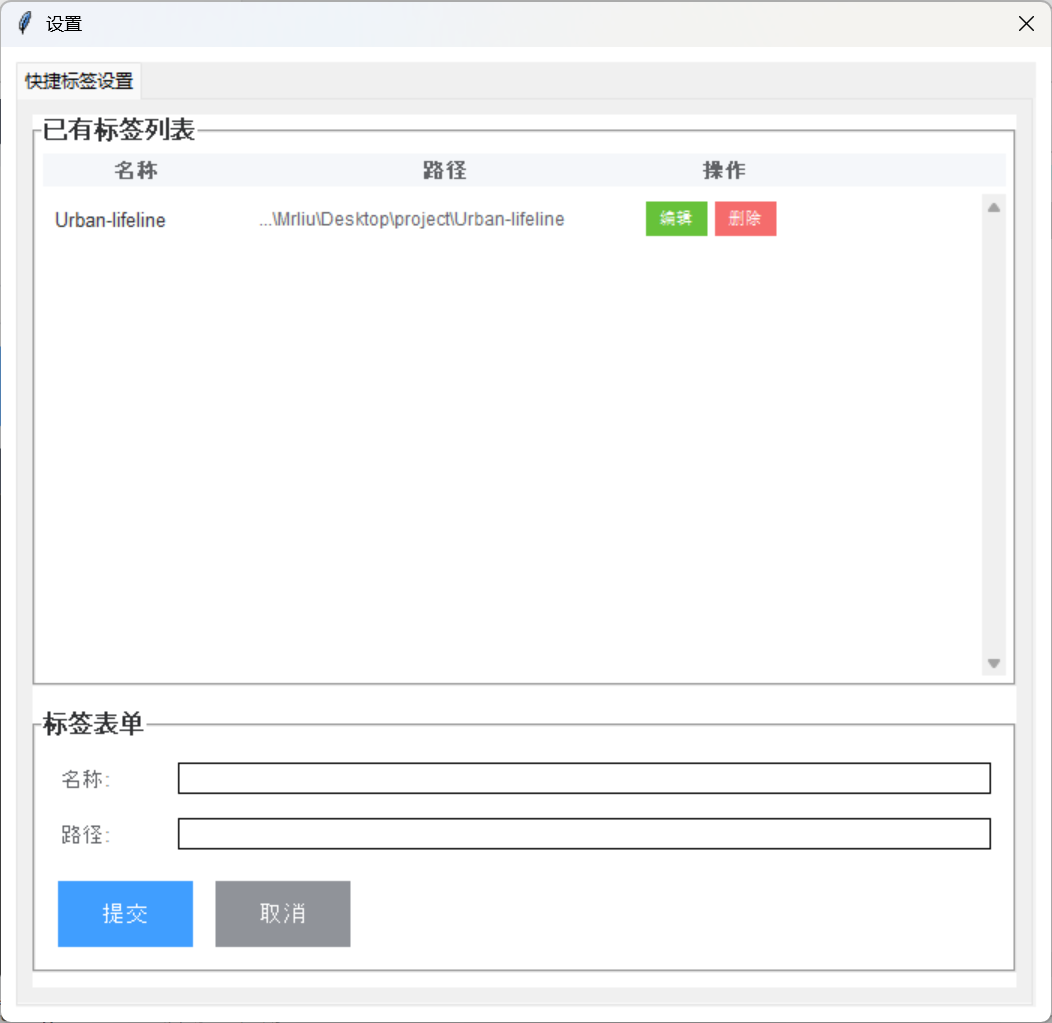 设置
快捷标签设置
已有标签列表
名称 路径 操作
Urban-lifeline ...\Mrliu\Desktop\project\Urban-lifeline 编辑 删除
标签表单
名称:
路径:
提交 取消